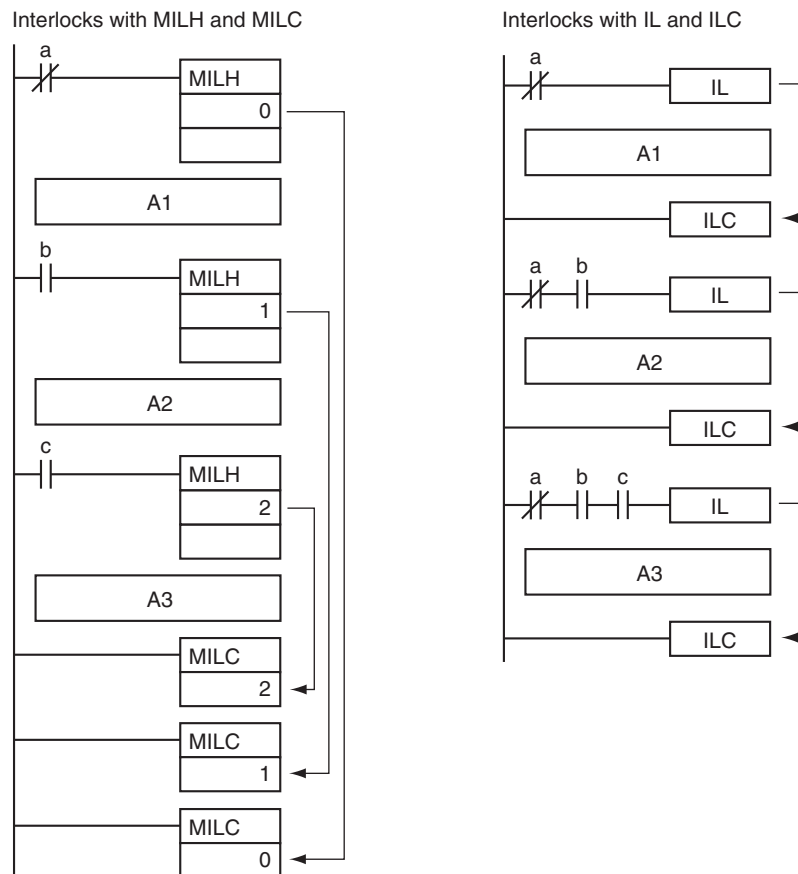 Interlocks with MILH and MILC
a
MILH
0
A1
b
MILH
1
A2
c
MILH
2
A3
MILC
2
MILC
1
MILC
0
Interlocks with IL and ILC
a
IL
A1
ILC
a b
IL
A2
ILC
a b c
IL
A3
ILC